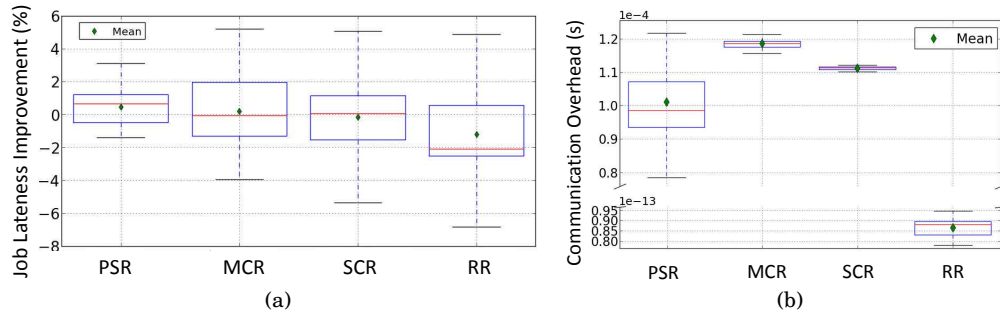 Job Lateness Improvement (%)
6
4
2
0
−2
−4
−6
−8
Mean
PSR MCR SCR RR
(a)
Communication Overhead (s)
1e−4
1.2
1.1
1.0
0.9
0.8
1e−13
0.95
0.90
0.85
0.80
Mean
PSR MCR SCR RR
(b)